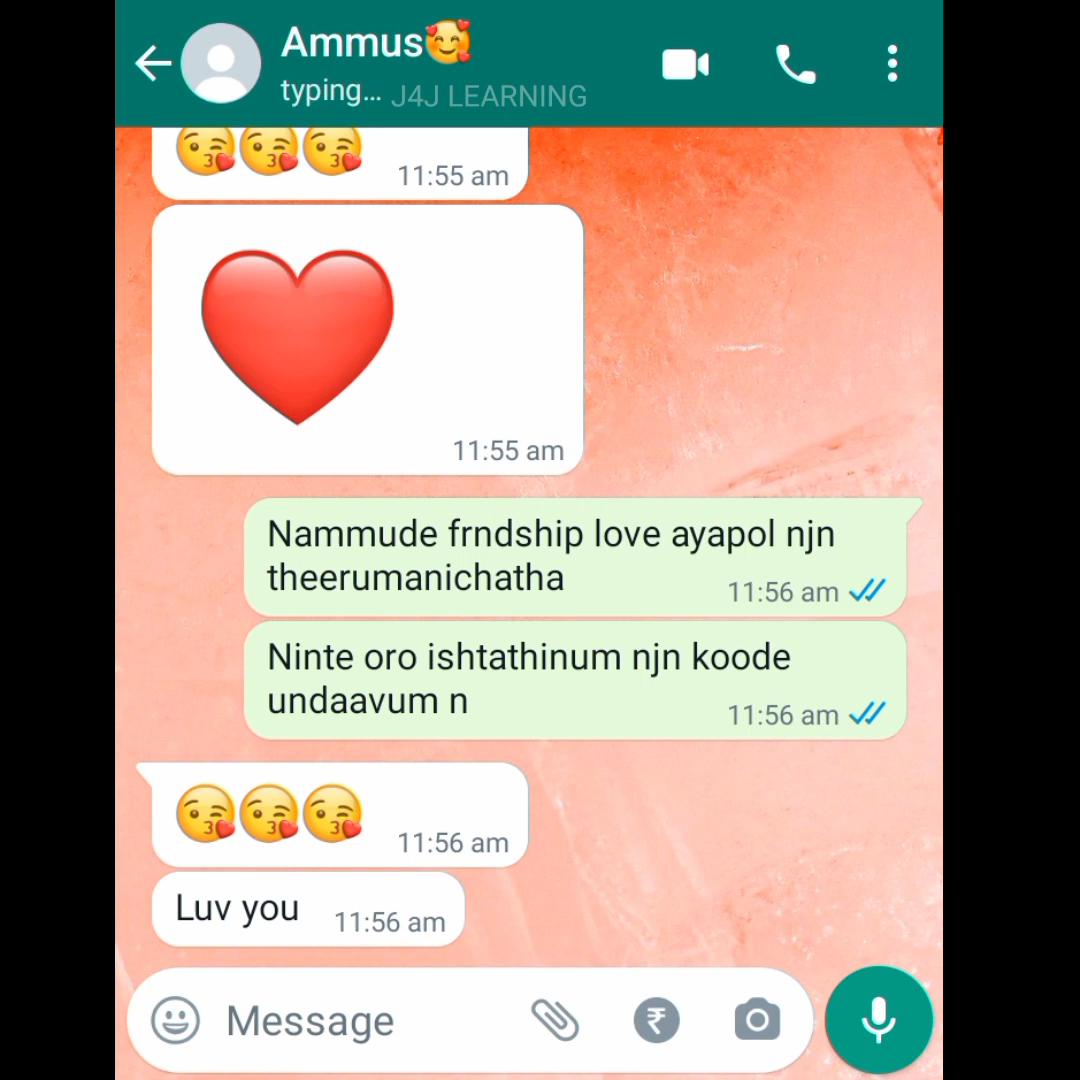 Ammus🥰
typing... J4J LEARNING
😘😘😘 11:55 am
❤️
11:55 am
Nammude frndship love ayapol njn
theerumanichatha 11:56 am
Ninte oro ishtathinum njn koode
undaavum n 11:56 am
😘😘😘 11:56 am
Luv you 11:56 am
Message ₹